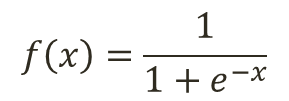 f(x) = 1 / (1 + e^{-x})